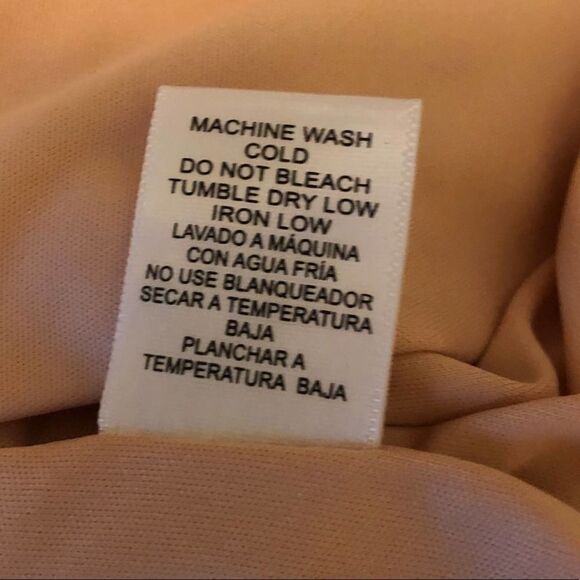 MACHINE WASH
COLD
DO NOT BLEACH
TUMBLE DRY LOW
IRON LOW
LAVADO A MÁQUINA
CON AGUA FRÍA
NO USE BLANQUEADOR
SECAR A TEMPERATURA
BAJA
PLANCHAR A
TEMPERATURA BAJA